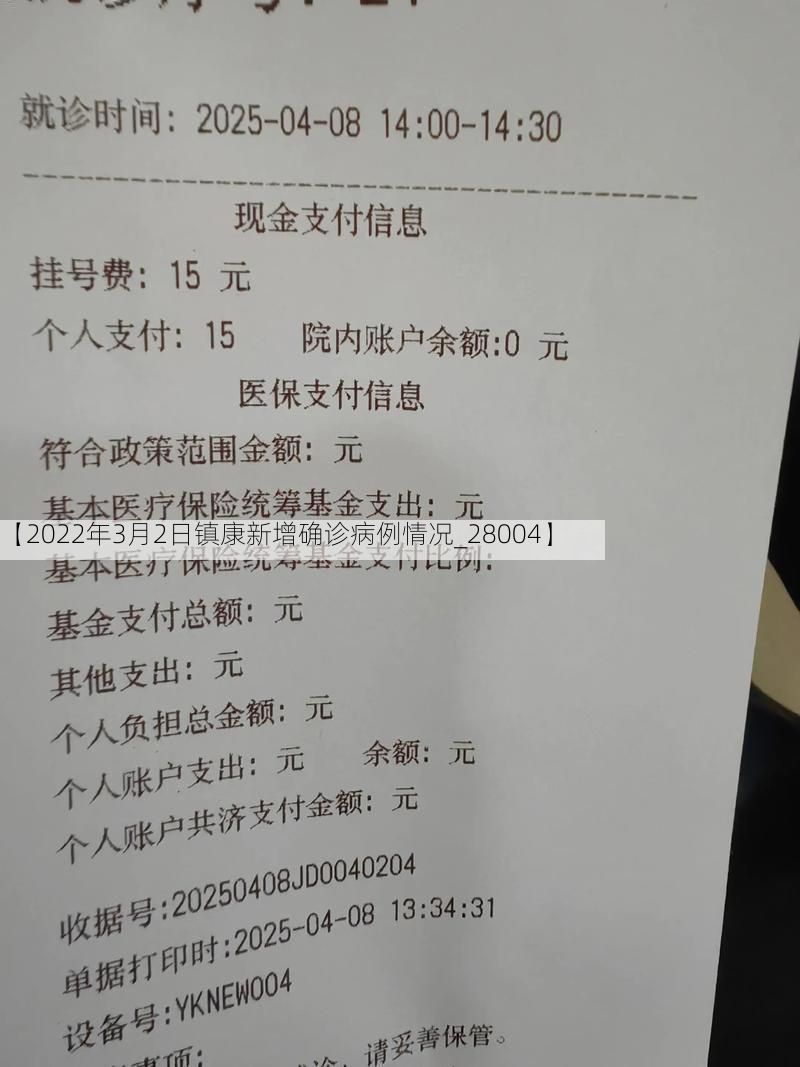 就诊时间: 2025-04-08 14:00-14:30
现金支付信息
挂号费: 15 元
个人支付: 15 院内账户余额:0 元
医保支付信息
符合政策范围金额: 元
基本医疗保险统筹基金支出: 元
【2022年3月2日镇康新增确诊病例情况_28004】
基本医疗保险统筹基金支付比例:
基金支付总额: 元
其他支出: 元
个人负担总金额: 元
个人账户支出: 元 余额: 元
个人账户共济支付金额: 元
收据号:20250408JD0040204
单据打印时:2025-04-08 13:34:31
设备号:YKNEW004
事项:
请妥善保管。